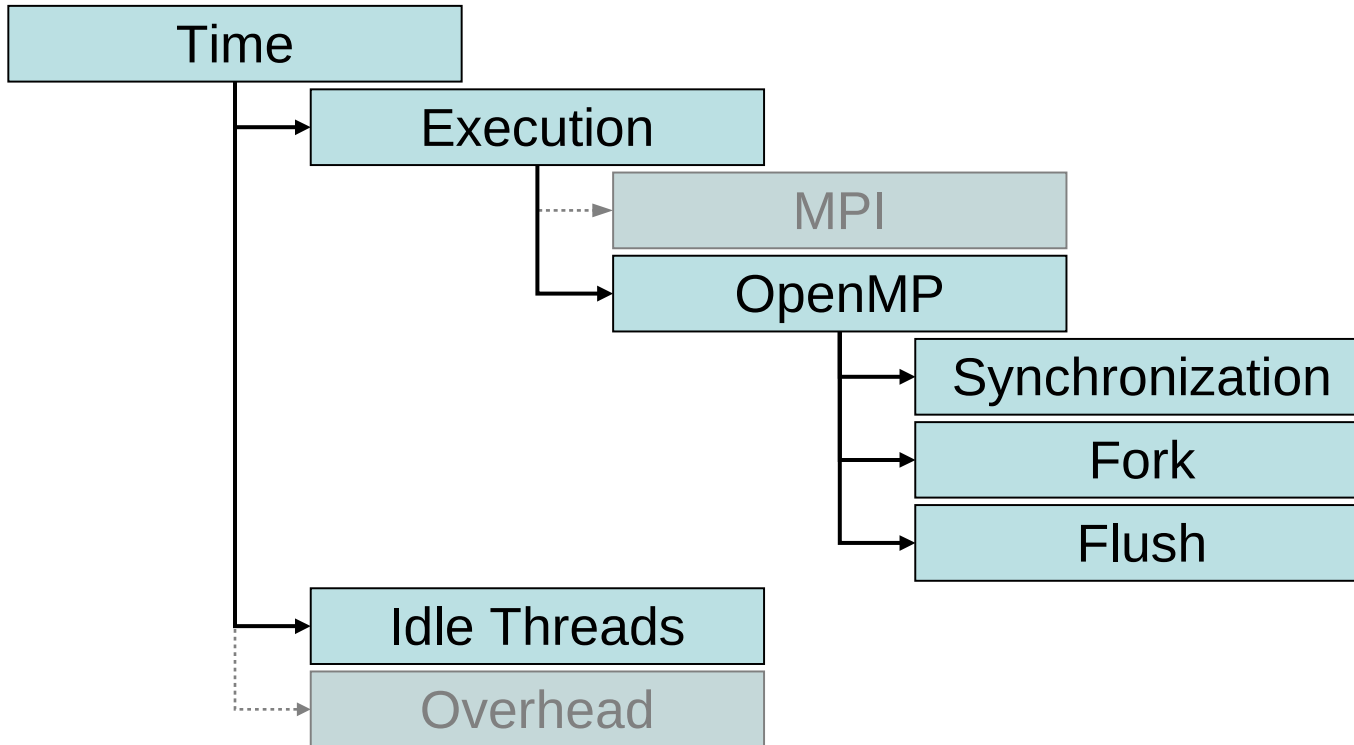 Time
Execution
MPI
OpenMP
Synchronization
Fork
Flush
Idle Threads
Overhead